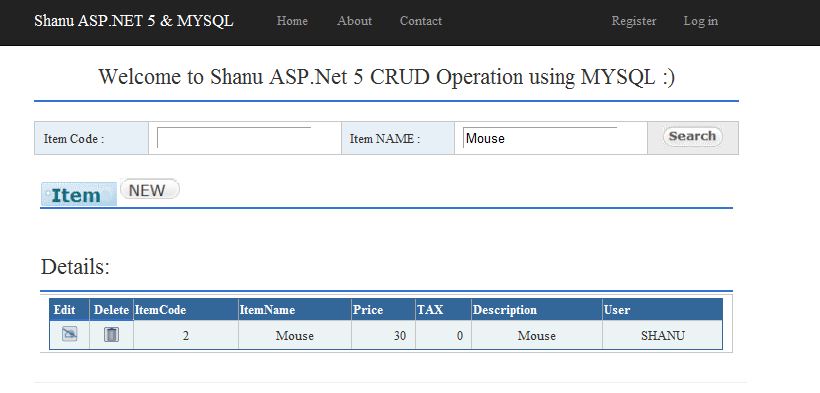 Shanu ASP.NET 5 & MYSQL Home About Contact Register Log in
Welcome to Shanu ASP.Net 5 CRUD Operation using MYSQL :)
Item Code : Item NAME : Mouse Search
Item NEW
Details:
Edit Delete ItemCode ItemName Price TAX Description User
2 Mouse 30 0 Mouse SHANU